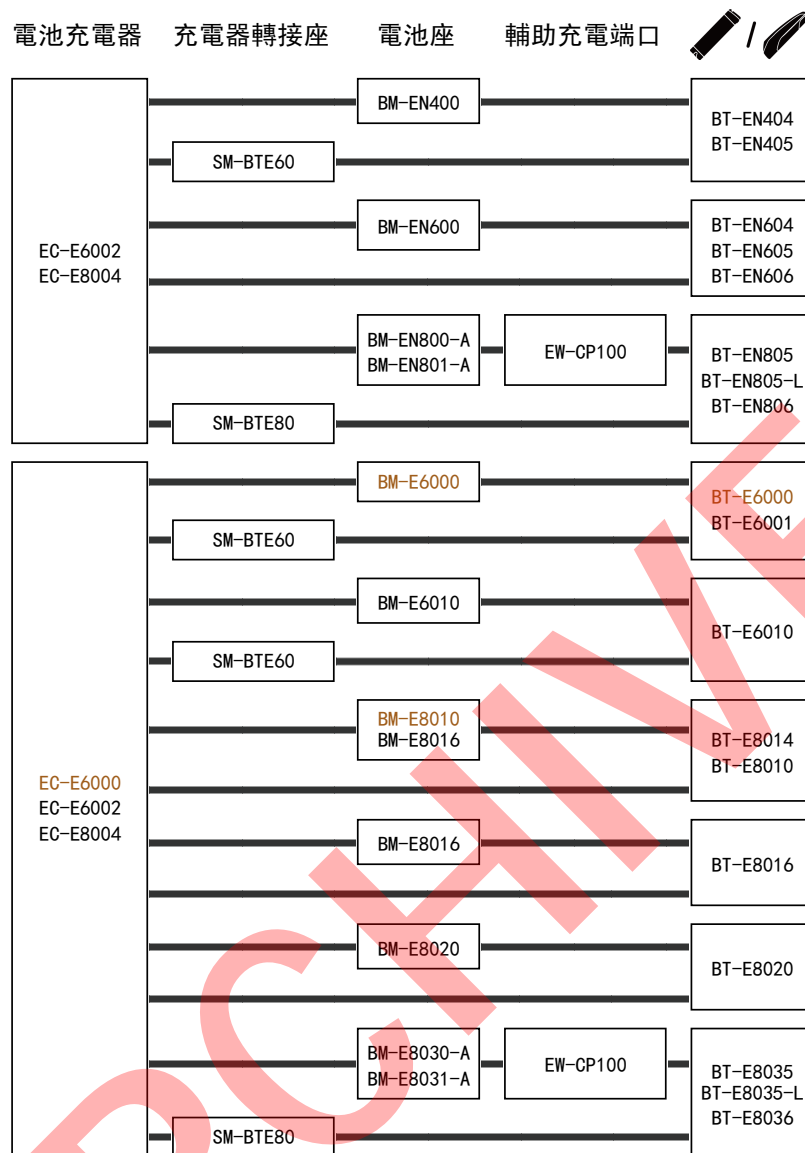 電池充電器 充電器轉接座 電池座 輔助充電端口 /
BM-EN400
BT-EN404
BT-EN405
SM-BTE60
EC-E6002
EC-E8004
BM-EN600
BT-EN604
BT-EN605
BT-EN606
BM-EN800-A
BM-EN801-A
EW-CP100
BT-EN805
BT-EN805-L
BT-EN806
SM-BTE80
BM-E6000
BT-E6000
BT-E6001
SM-BTE60
BM-E6010
BT-E6010
SM-BTE60
BM-E8010
BM-E8016
BT-E8014
BT-E8010
EC-E6000
EC-E6002
EC-E8004
BM-E8016
BT-E8016
BM-E8020
BT-E8020
BM-E8030-A
BM-E8031-A
EW-CP100
BT-E8035
BT-E8035-L
BT-E8036
SM-BTE80